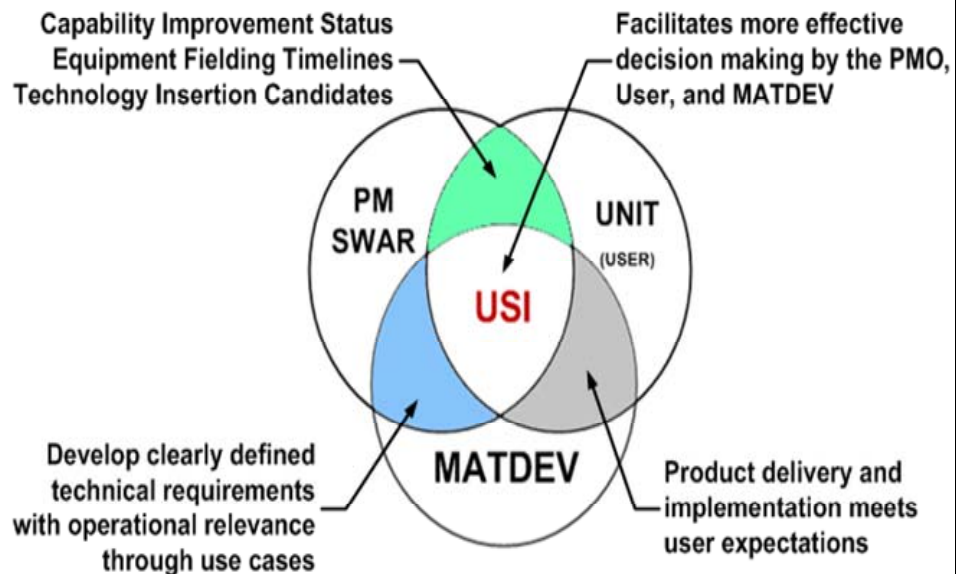 Capability Improvement Status
Equipment Fielding Timelines
Technology Insertion Candidates
Facilitates more effective
decision making by the PMO,
User, and MATDEV
PM
SWAR
UNIT
(USER)
USI
MATDEV
Develop clearly defined
technical requirements
with operational relevance
through use cases
Product delivery and
implementation meets
user expectations